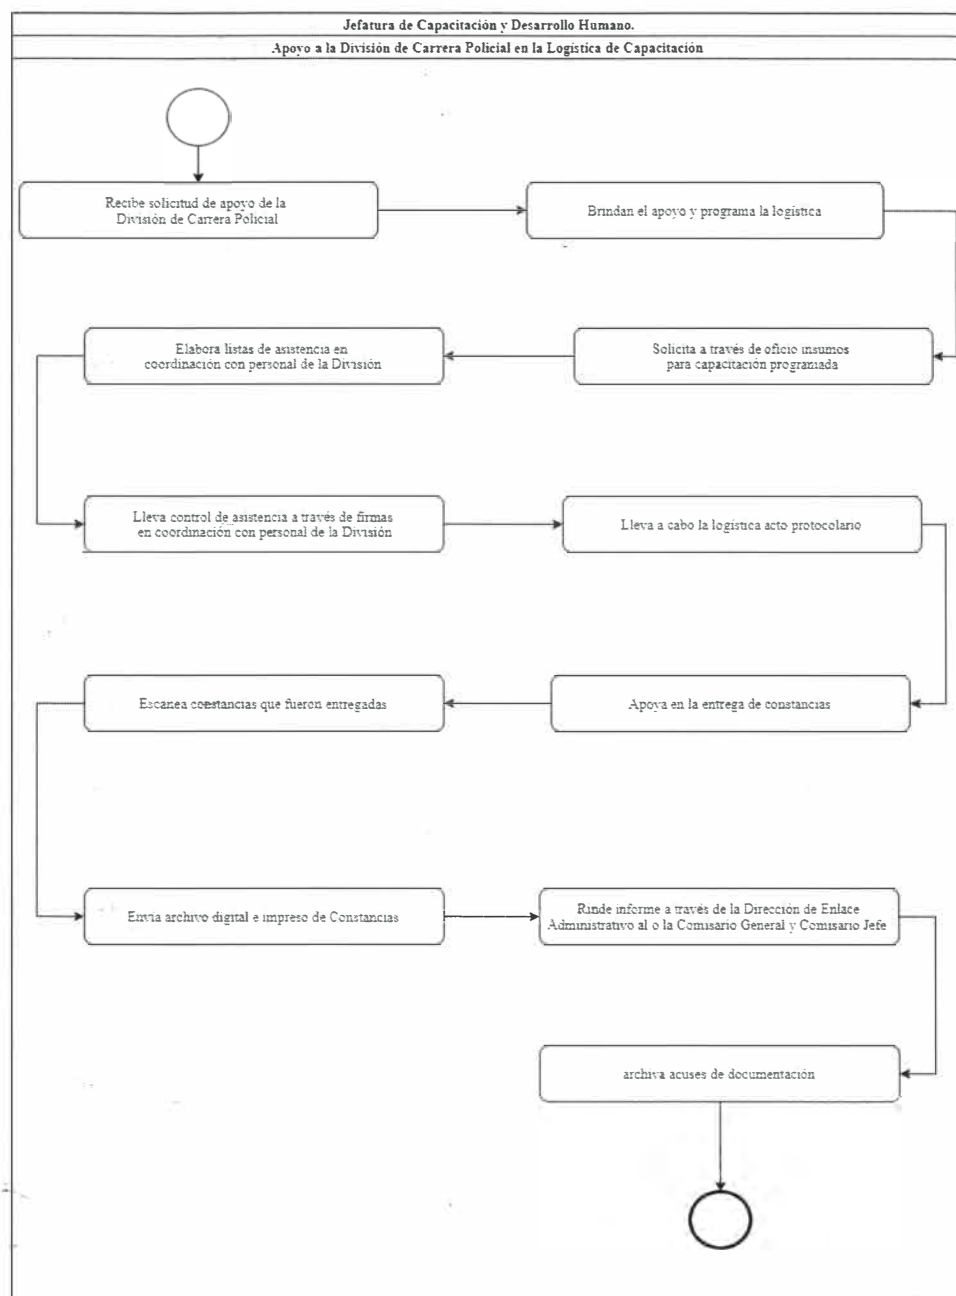 Jefatura de Capacitación y Desarrollo Humano.
Apoyo a la División de Carrera Policial en la Logística de Capacitación
Recibe solicitud de apoyo de la
División de Carrera Policial
Brindan el apoyo y programa la logística
Solicita a través de oficio insumos
para capacitación programada
Elabora listas de asistencia en
coordinación con personal de la División
Lleva control de asistencia a través de firmas
en coordinación con personal de la División
Lleva a cabo la logística acto protocolario
Apoya en la entrega de constancias
Escanea constancias que fueron entregadas
Envía archivo digital e impreso de Constancias
Rinde informe a través de la Dirección de Enlace
Administrativo al o la Comisario General y Comisario Jefe
archiva acuses de documentación